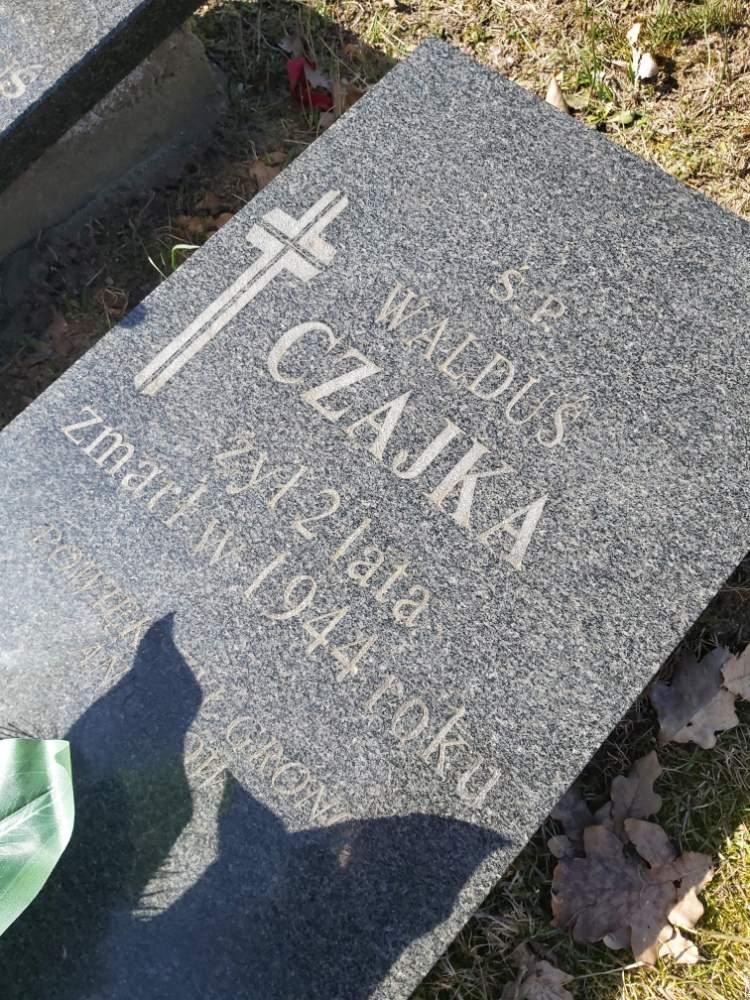 Ś.P.
WALDUŚ
CZAJKA
żył 2 lata
zmarł w 1944 roku